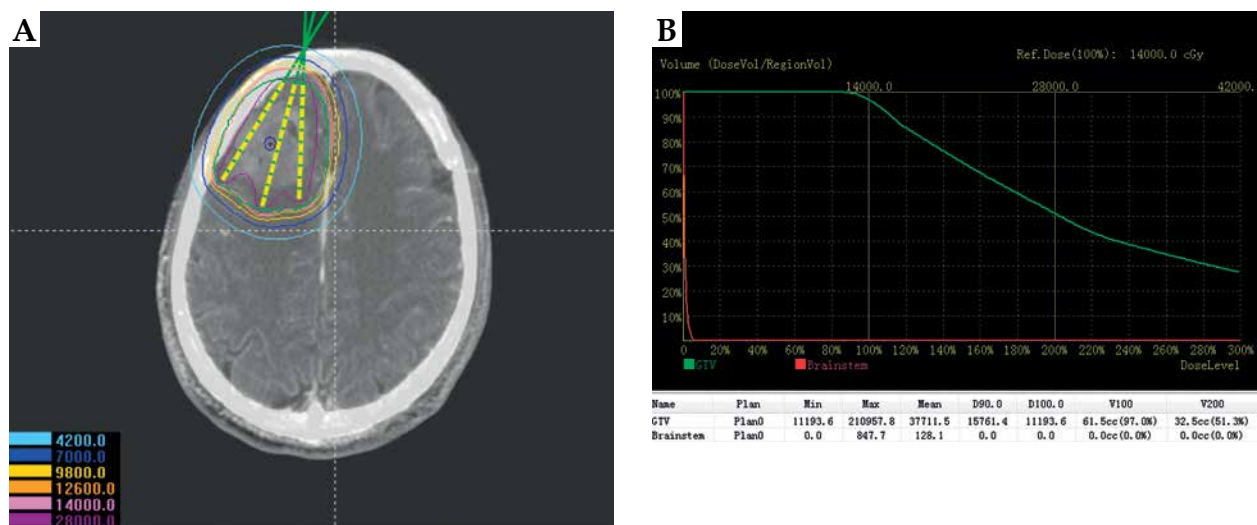 A
4200.0
7000.0
9800.0
12600.0
14000.0
28000.0
B
Ref.Dose(100%): 14000.0 cGy
Volume (DoseVol/RegionVol)
14000.0 28000.0 42000.
100%
90%
80%
70%
60%
50%
40%
30%
20%
10%
0 20% 40% 60% 80% 100% 120% 140% 160% 180% 200% 220% 240% 260% 280% 300%
GTV Brainstem DoseLevel
Name Plan Min Max Mean D90.0 D100.0 V100 V200
GTV Plan0 11193.6 210957.8 37711.5 15761.4 11193.6 61.5cc(97.0%) 32.5cc(51.3%)
Brainstem Plan0 0.0 847.7 128.1 0.0 0.0 0.0cc(0.0%) 0.0cc(0.0%)